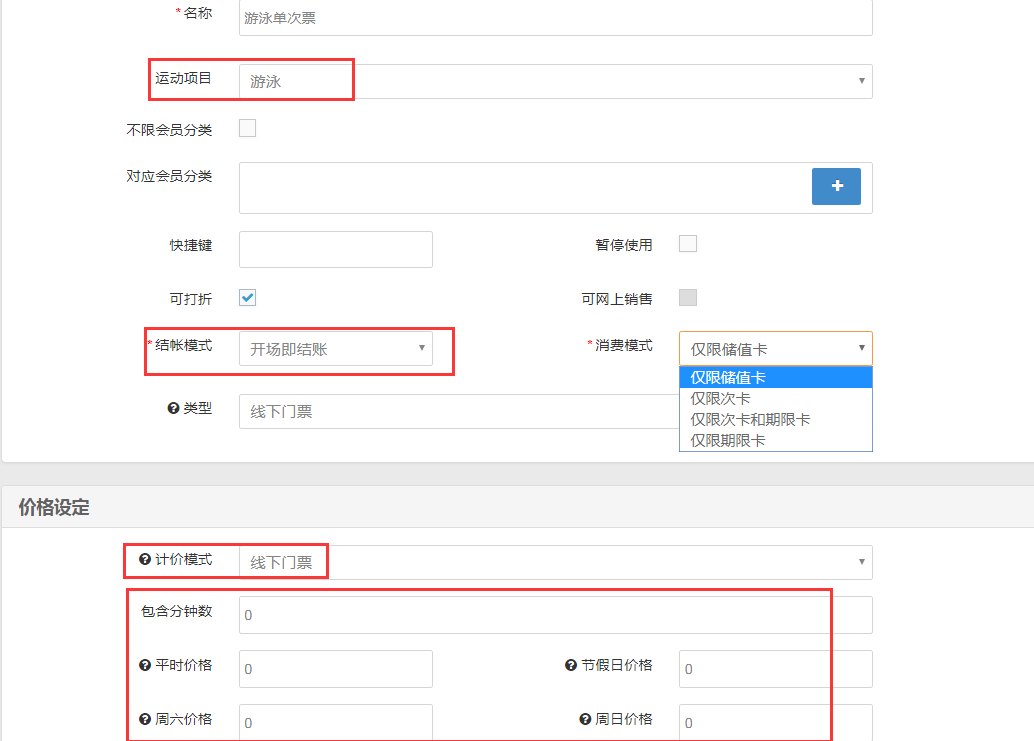 *名称 游泳单次票
运动项目 游泳
不限会员分类
对应会员分类
快捷键 暂停使用
可打折 可网上销售
*结帐模式 开场即结账 *消费模式 仅限储值卡
仅限储值卡
仅限次卡
类型 线下门票
仅限次卡和期限卡
仅限期限卡
价格设定
计价模式 线下门票
包含分钟数 0
平时价格 0 节假日价格 0
周六价格 0 周日价格 0